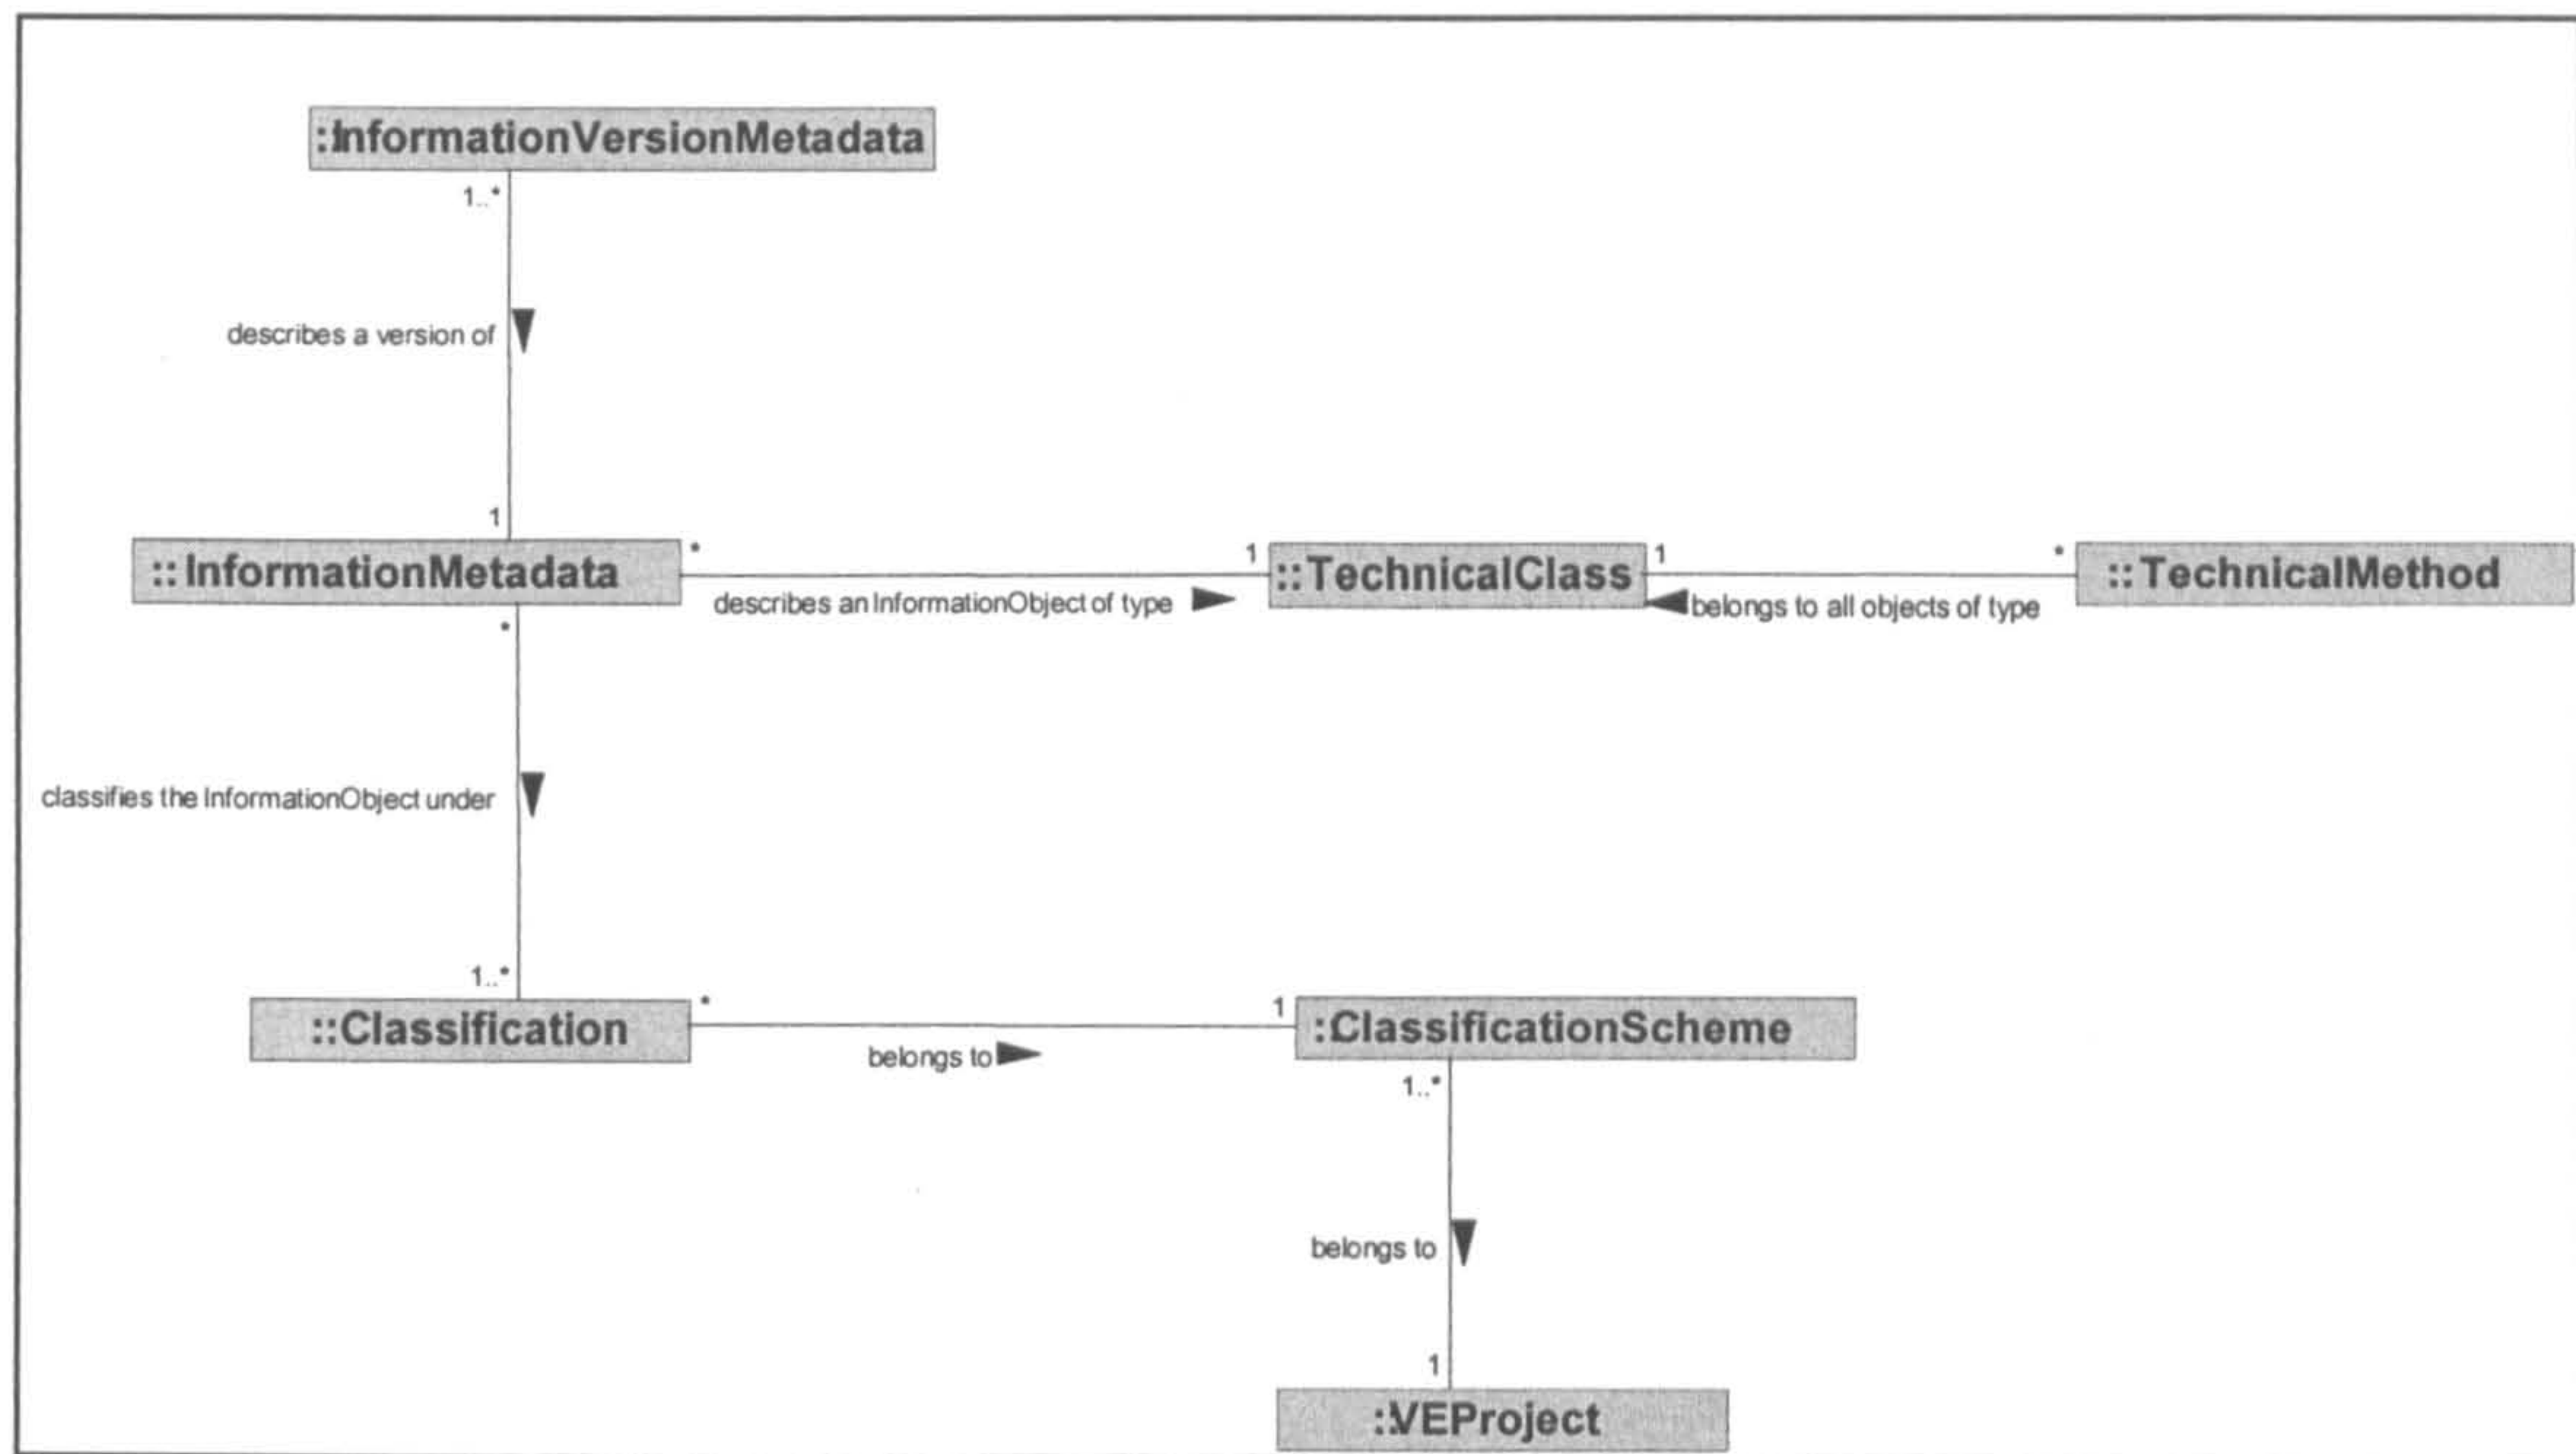 ::InformationVersionMetadata
1..*
describes a version of
1
::InformationMetadata
*
1
::TechnicalClass
1
*
::TechnicalMethod
describes an InformationObject of type
belongs to all objects of type
*
classifies the InformationObject under
1..*
::Classification
*
1
::ClassificationScheme
belongs to
1..*
belongs to
1
::VEProject